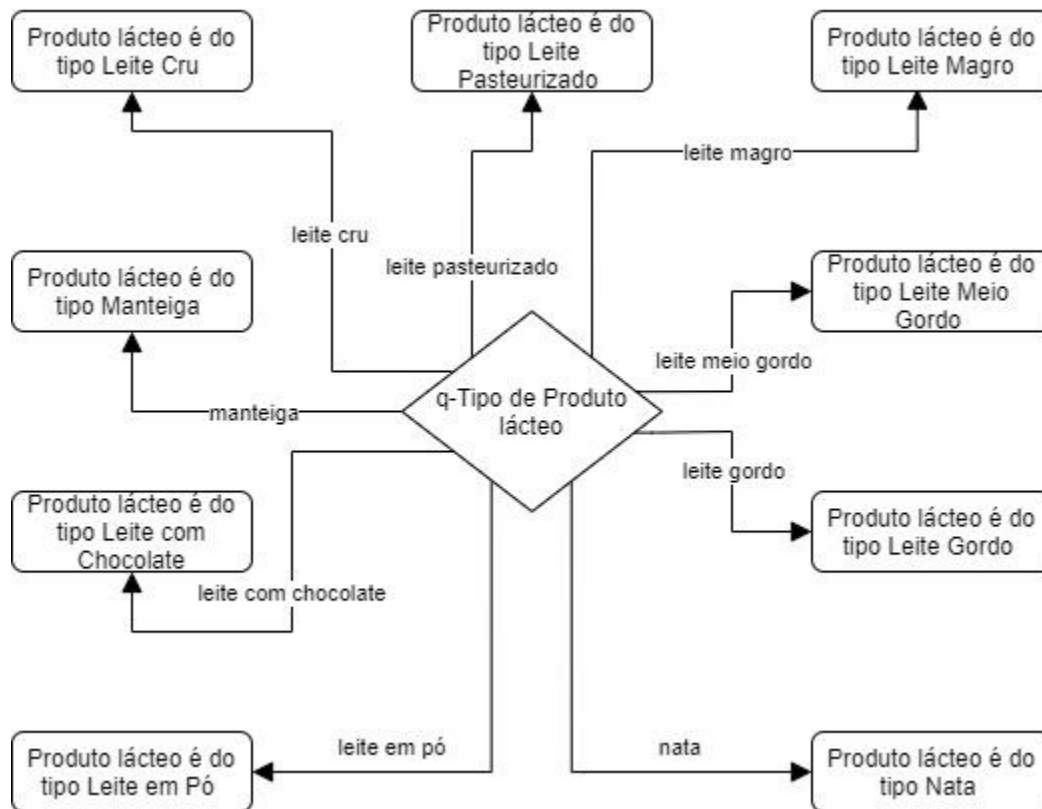 Produto lácteo é do
tipo Leite Cru
Produto lácteo é do
tipo Leite
Pasteurizado
Produto lácteo é do
tipo Leite Magro
leite magro
leite cru
leite pasteurizado
Produto lácteo é do
tipo Manteiga
Produto lácteo é do
tipo Leite Meio
Gordo
leite meio gordo
manteiga
q-Tipo de Produto
lácteo
leite gordo
Produto lácteo é do
tipo Leite com
Chocolate
Produto lácteo é do
tipo Leite Gordo
leite com chocolate
leite em pó
nata
Produto lácteo é do
tipo Leite em Pó
Produto lácteo é do
tipo Nata